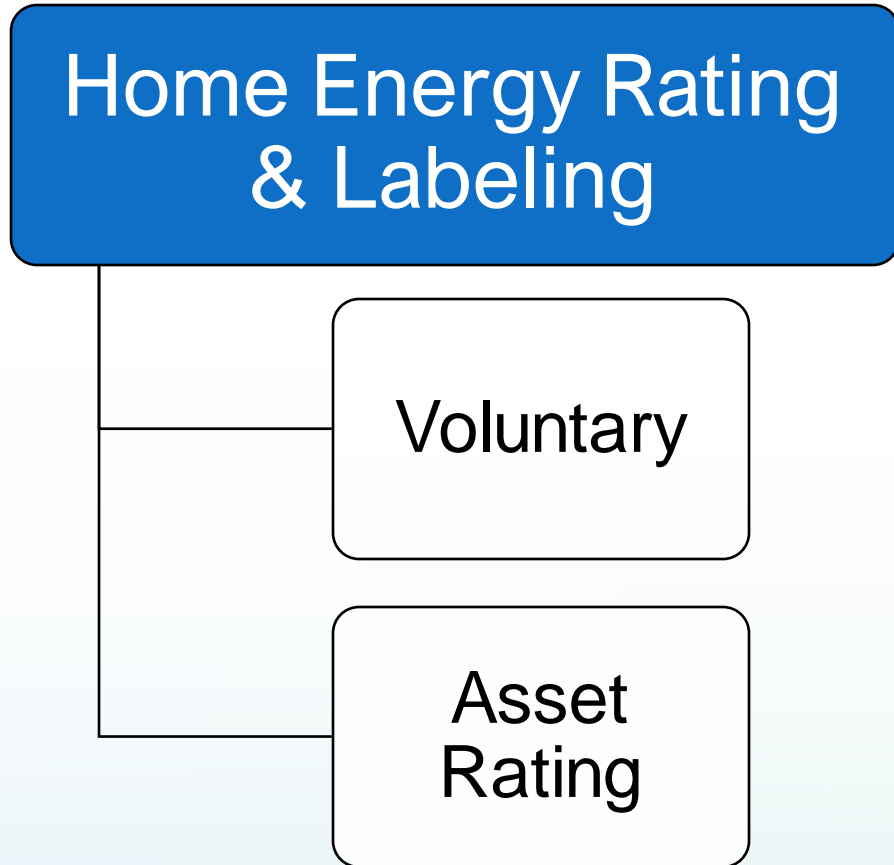 Home Energy Rating
& Labeling
Voluntary
Asset
Rating